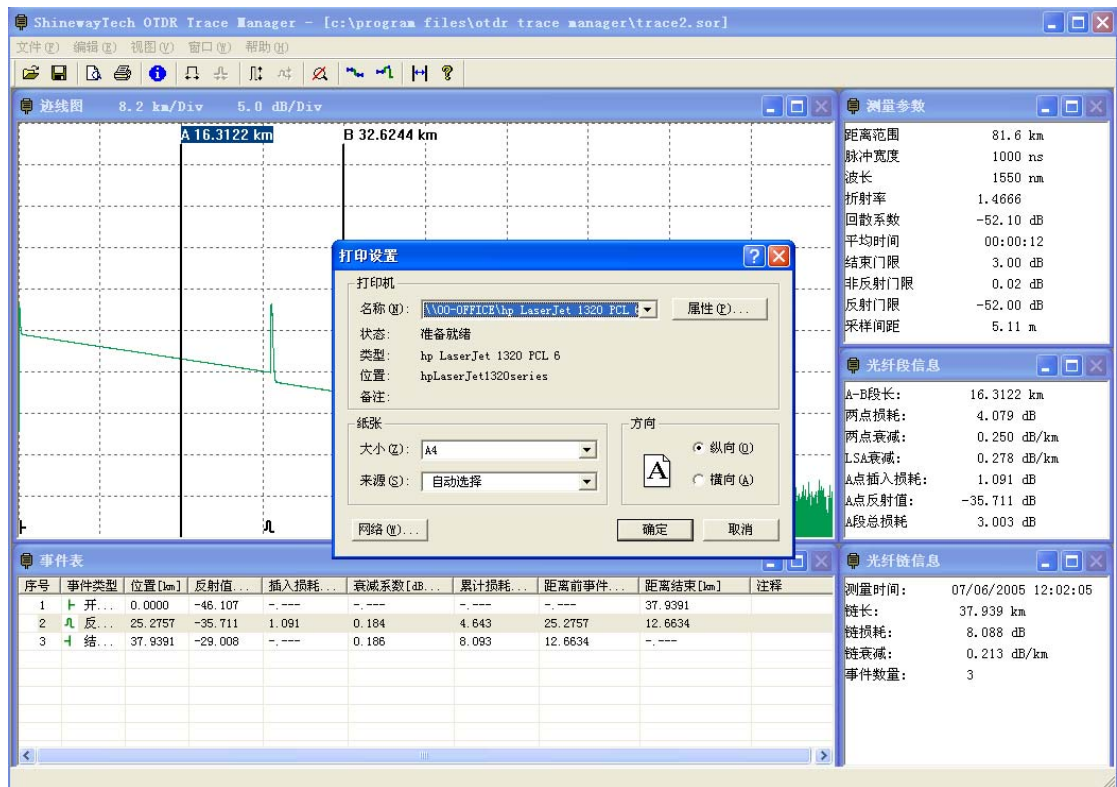 ShinewayTech OTDR Trace Manager - [c:\program files\otdr trace manager\trace2.sor]
文件(F) 编辑(E) 视图(V) 窗口(W) 帮助(H)
迹线图 8.2 km/Div 5.0 dB/Div
A 16.3122 km B 32.6244 km
打印设置
打印机
名称(N): \\OO-OFFICE\hp LaserJet 1320 PCL 6
属性(P)...
状态: 准备就绪
类型: hp LaserJet 1320 PCL 6
位置: hpLaserJet1320series
备注:
纸张
大小(Z): A4
来源(S): 自动选择
方向
A
纵向(O)
横向(A)
网络(W)... 确定 取消
测量参数
距离范围 81.6 km
脉冲宽度 1000 ns
波长 1550 nm
折射率 1.4666
回散系数 -52.10 dB
平均时间 00:00:12
结束门限 3.00 dB
非反射门限 0.02 dB
反射门限 -52.00 dB
采样间距 5.11 m
光纤段信息
A-B段长: 16.3122 km
两点损耗: 4.079 dB
两点衰减: 0.250 dB/km
LSA衰减: 0.278 dB/km
A点插入损耗: 1.091 dB
A点反射值: -35.711 dB
A段总损耗 3.003 dB
事件表
序号 事件类型 位置[km] 反射值... 插入损耗... 衰减系数[dB... 累计损耗... 距离前事件... 距离结束[km] 注释
1 开... 0.0000 -46.107 -.--- -.--- -.--- -.--- 37.9391
2 反... 25.2757 -35.711 1.091 0.184 4.643 25.2757 12.6634
3 结... 37.9391 -29.008 -.--- 0.186 8.093 12.6634 -.---
光纤链信息
测量时间: 07/06/2005 12:02:05
链长: 37.939 km
链损耗: 8.088 dB
链衰减: 0.213 dB/km
事件数量: 3